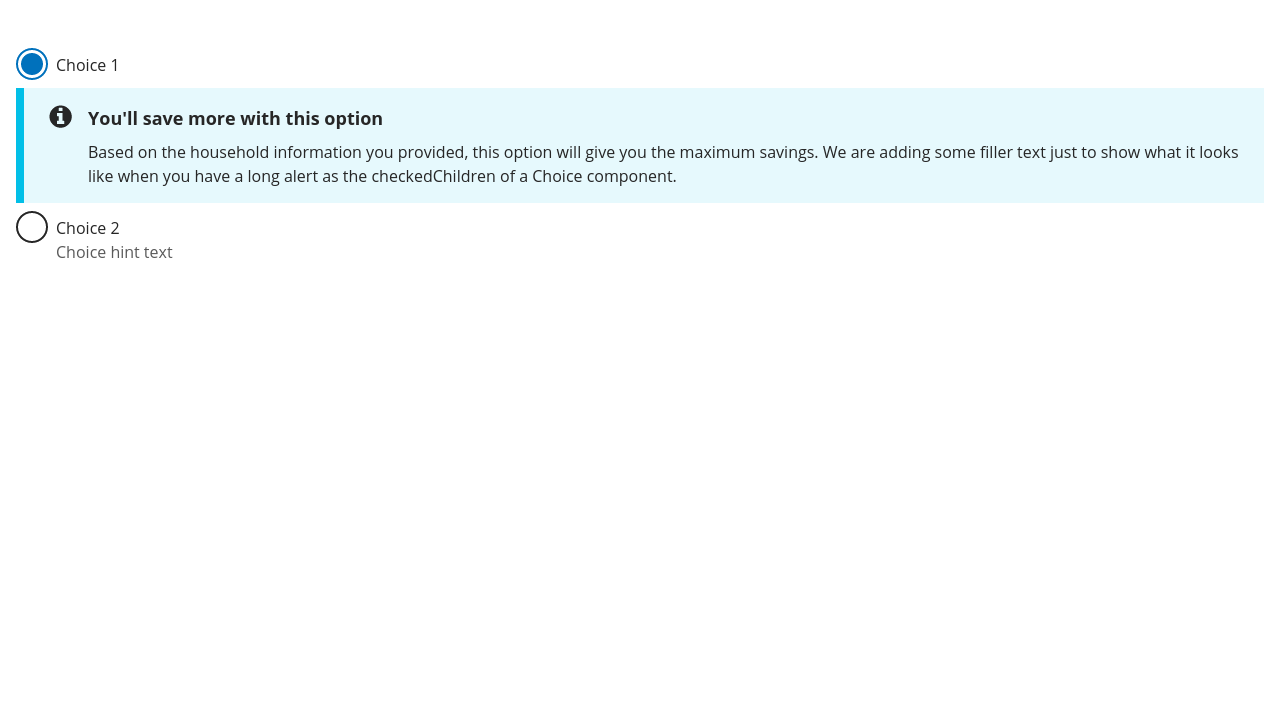 Choice 1
You'll save more with this option
Based on the household information you provided, this option will give you the maximum savings. We are adding some filler text just to show what it looks
like when you have a long alert as the checkedChildren of a Choice component.
Choice 2
Choice hint text